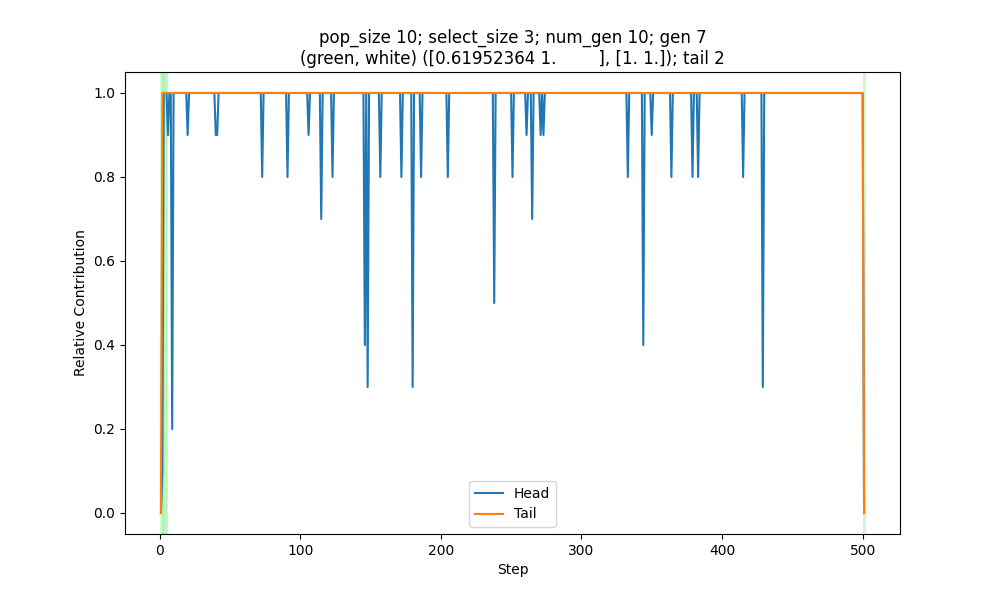 pop_size 10; select_size 3; num_gen 10; gen 7
(green, white) ([0.61952364 1.        ], [1. 1.]); tail 2
1.0
0.8
0.6
0.4
0.2
0.0
Relative Contribution
Head
Tail
0 100 200 300 400 500
Step